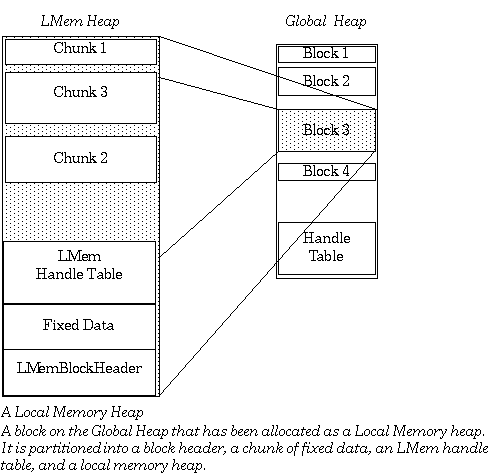 LMem Heap
Chunk 1
Chunk 3
Chunk 2
LMem
Handle Table
Fixed Data
LMemBlockHeader
Global Heap
Block 1
Block 2
Block 3
Block 4
Handle
Table
A Local Memory Heap
A block on the Global Heap that has been allocated as a Local Memory heap.
It is partitioned into a block header, a chunk of fixed data, an LMem handle
table, and a local memory heap.